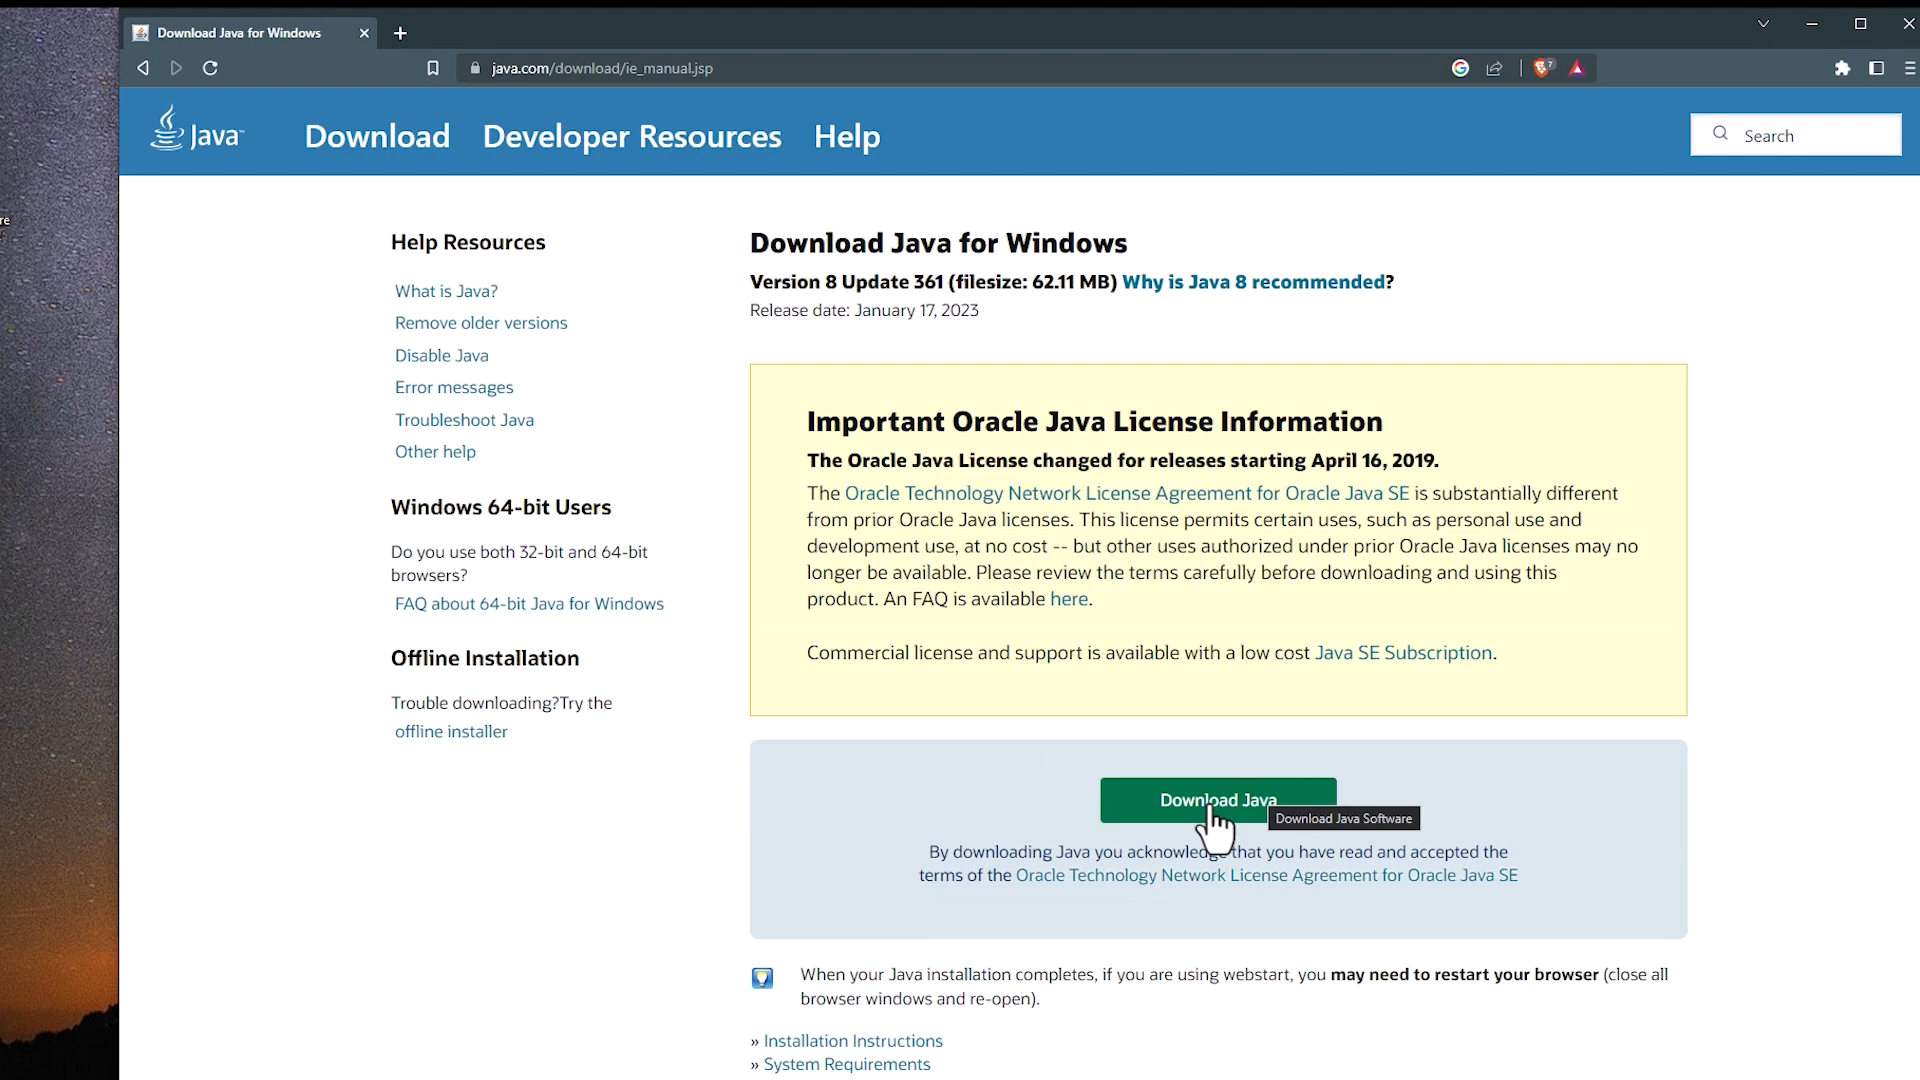 Download Java for Windows
java.com/download/ie_manual.jsp
7
re
Java™
Download
Developer Resources
Help
Search
Help Resources
What is Java?
Remove older versions
Disable Java
Error messages
Troubleshoot Java
Other help
Windows 64-bit Users
Do you use both 32-bit and 64-bit
browsers?
FAQ about 64-bit Java for Windows
Offline Installation
Trouble downloading?Try the
offline installer
Download Java for Windows
Version 8 Update 361 (filesize: 62.11 MB) Why is Java 8 recommended?
Release date: January 17, 2023
Important Oracle Java License Information
The Oracle Java License changed for releases starting April 16, 2019.
The Oracle Technology Network License Agreement for Oracle Java SE is substantially different
from prior Oracle Java licenses. This license permits certain uses, such as personal use and
development use, at no cost -- but other uses authorized under prior Oracle Java licenses may no
longer be available. Please review the terms carefully before downloading and using this
product. An FAQ is available here.
Commercial license and support is available with a low cost Java SE Subscription.
Download Java
Download Java Software
By downloading Java you acknowledge that you have read and accepted the
terms of the Oracle Technology Network License Agreement for Oracle Java SE
When your Java installation completes, if you are using webstart, you may need to restart your browser (close all
browser windows and re-open).
» Installation Instructions
» System Requirements